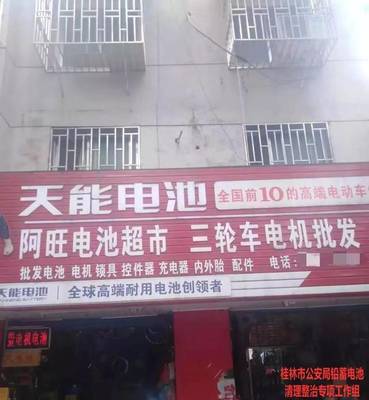 天能电池 全国前10的高端电动车
阿旺电池超市 三轮车电机批发
批发电池 电机 锁具 控件器 充电器 内外胎 配件 电话：
天能电池 全球高端耐用电池创领者
电机电池
桂林市公安局铅蓄电池
清理整治专项工作组